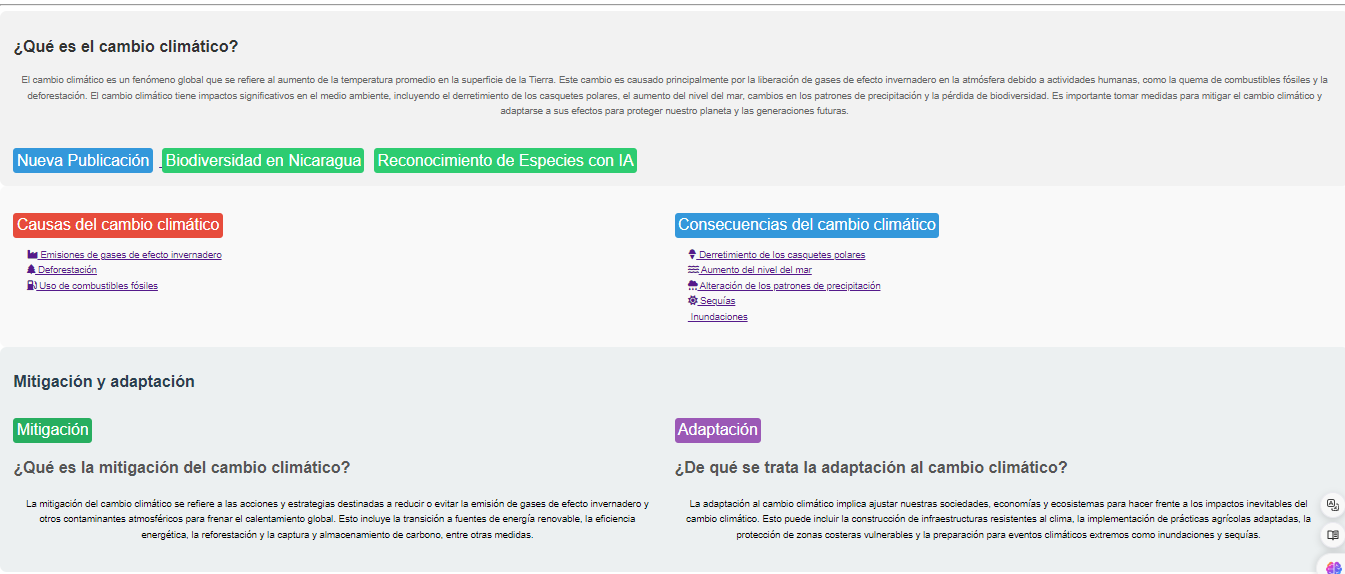 ¿Qué es el cambio climático?
El cambio climático es un fenómeno global que se refiere al aumento de la temperatura promedio en la superficie de la Tierra. Este cambio es causado principalmente por la liberación de gases de efecto invernadero en la atmósfera debido a actividades humanas, como la quema de combustibles fósiles y la
deforestación. El cambio climático tiene impactos significativos en el medio ambiente, incluyendo el derretimiento de los casquetes polares, el aumento del nivel del mar, cambios en los patrones de precipitación y la pérdida de biodiversidad. Es importante tomar medidas para mitigar el cambio climático y
adaptarse a sus efectos para proteger nuestro planeta y las generaciones futuras.
Nueva Publicación Biodiversidad en Nicaragua Reconocimiento de Especies con IA
Causas del cambio climático
Emisiones de gases de efecto invernadero
Deforestación
Uso de combustibles fósiles
Consecuencias del cambio climático
Derretimiento de los casquetes polares
Aumento del nivel del mar
Alteración de los patrones de precipitación
Sequías
Inundaciones
Mitigación y adaptación
Mitigación
¿Qué es la mitigación del cambio climático?
La mitigación del cambio climático se refiere a las acciones y estrategias destinadas a reducir o evitar la emisión de gases de efecto invernadero y
otros contaminantes atmosféricos para frenar el calentamiento global. Esto incluye la transición a fuentes de energía renovable, la eficiencia
energética, la reforestación y la captura y almacenamiento de carbono, entre otras medidas.
Adaptación
¿De qué se trata la adaptación al cambio climático?
La adaptación al cambio climático implica ajustar nuestras sociedades, economías y ecosistemas para hacer frente a los impactos inevitables del
cambio climático. Esto puede incluir la construcción de infraestructuras resistentes al clima, la implementación de prácticas agrícolas adaptadas, la
protección de zonas costeras vulnerables y la preparación para eventos climáticos extremos como inundaciones y sequías.